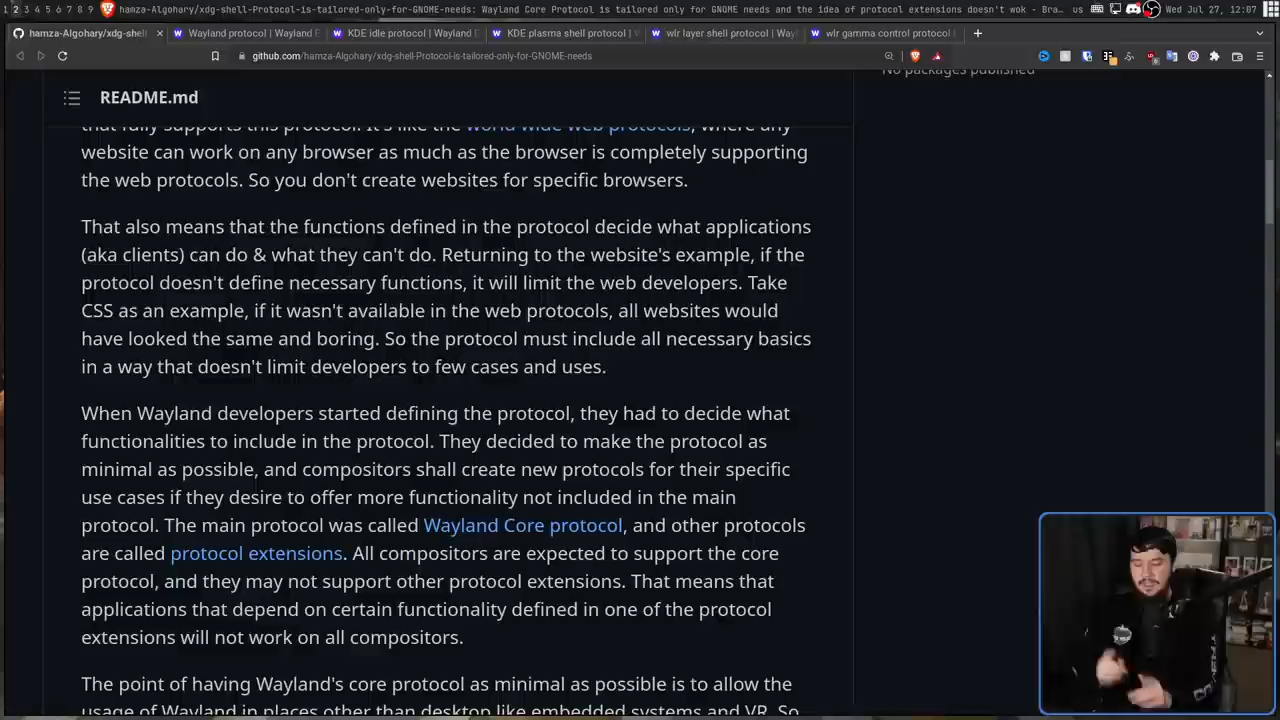 1 2 3 4 5 6 7 8 9 hamza-Algohary/xdg-shell-Protocol-is-tailored-only-for-GNOME-needs: Wayland Core Protocol is tailored only for GNOME needs and the idea of protocol extensions doesn't wok - Bra… us Wed Jul 27, 12:07
hamza-Algohary/xdg-shell-P × Wayland protocol | Wayland E KDE idle protocol | Wayland E KDE plasma shell protocol | W wlr layer shell protocol | Wayl wlr gamma control protocol | +
github.com/hamza-Algohary/xdg-shell-Protocol-is-tailored-only-for-GNOME-needs
No packages published
README.md
that fully supports this protocol. It's like the world wide web protocols, where any
website can work on any browser as much as the browser is completely supporting
the web protocols. So you don't create websites for specific browsers.
That also means that the functions defined in the protocol decide what applications
(aka clients) can do & what they can't do. Returning to the website's example, if the
protocol doesn't define necessary functions, it will limit the web developers. Take
CSS as an example, if it wasn't available in the web protocols, all websites would
have looked the same and boring. So the protocol must include all necessary basics
in a way that doesn't limit developers to few cases and uses.
When Wayland developers started defining the protocol, they had to decide what
functionalities to include in the protocol. They decided to make the protocol as
minimal as possible, and compositors shall create new protocols for their specific
use cases if they desire to offer more functionality not included in the main
protocol. The main protocol was called Wayland Core protocol, and other protocols
are called protocol extensions. All compositors are expected to support the core
protocol, and they may not support other protocol extensions. That means that
applications that depend on certain functionality defined in one of the protocol
extensions will not work on all compositors.
The point of having Wayland's core protocol as minimal as possible is to allow the
usage of Wayland in places other than desktop like embedded systems and VR. So